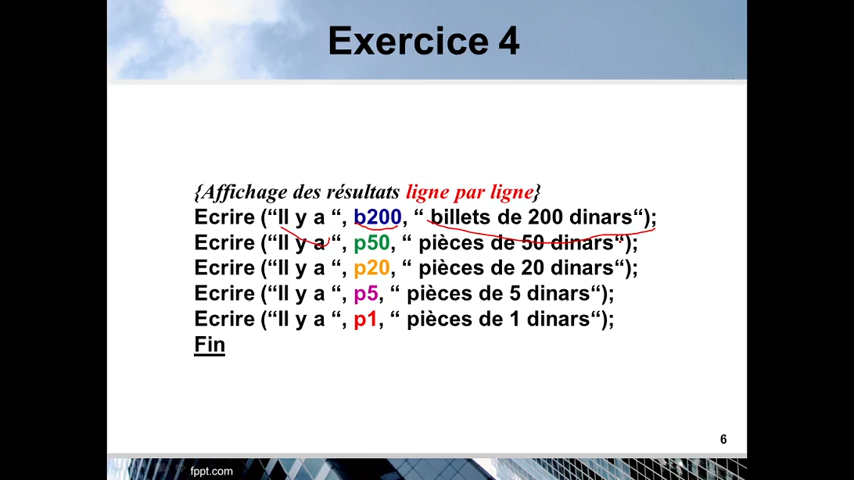 Exercice 4
{Affichage des résultats ligne par ligne}
Ecrire (“Il y a “, b200, “ billets de 200 dinars“);
Ecrire (“Il y a “, p50, “ pièces de 50 dinars“);
Ecrire (“Il y a “, p20, “ pièces de 20 dinars“);
Ecrire (“Il y a “, p5, “ pièces de 5 dinars“);
Ecrire (“Il y a “, p1, “ pièces de 1 dinars“);
Fin
6
fppt.com